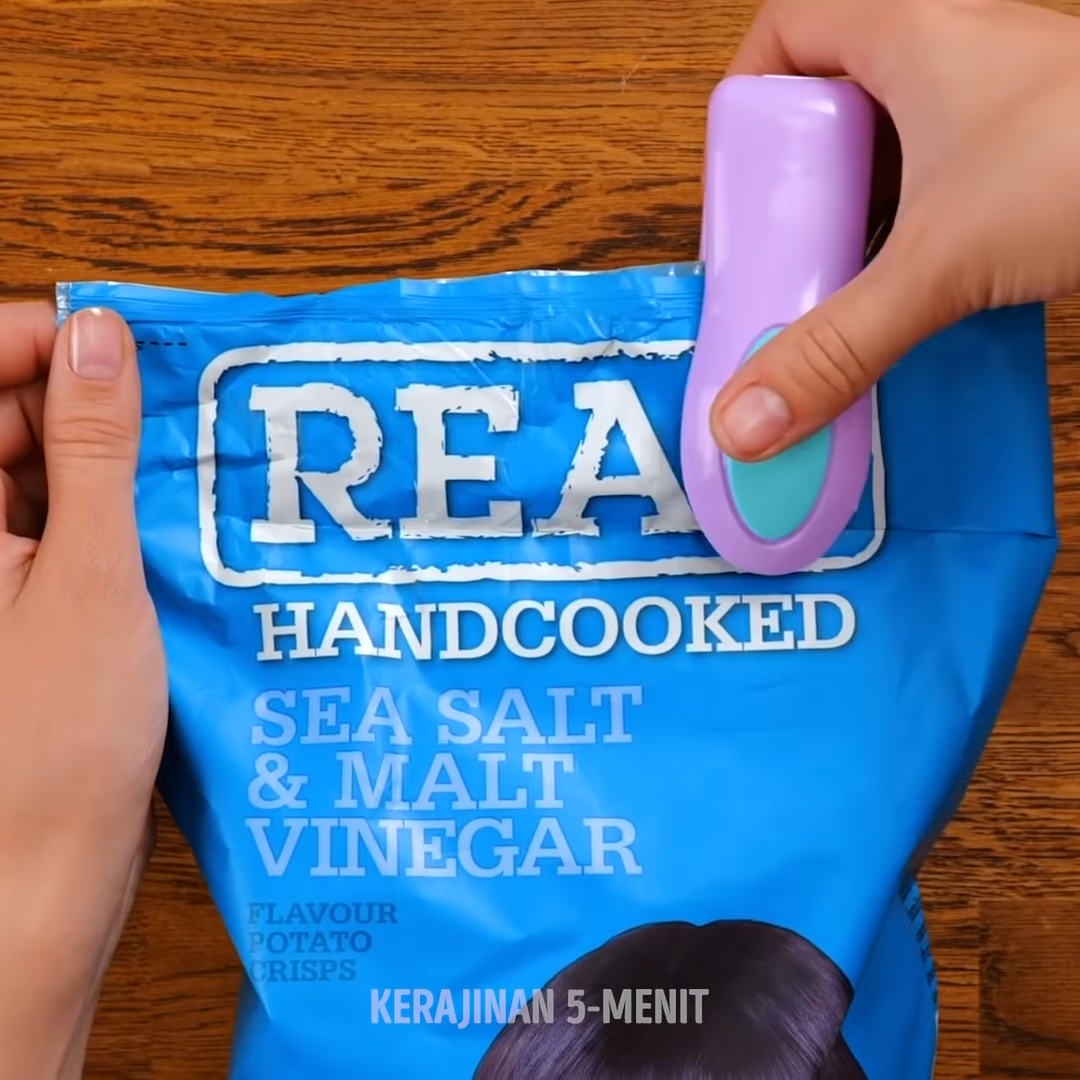 REA
HANDCOOKED
SEA SALT
& MALT
VINEGAR
FLAVOUR
POTATO
CRISPS
KERAJINAN 5-MENIT